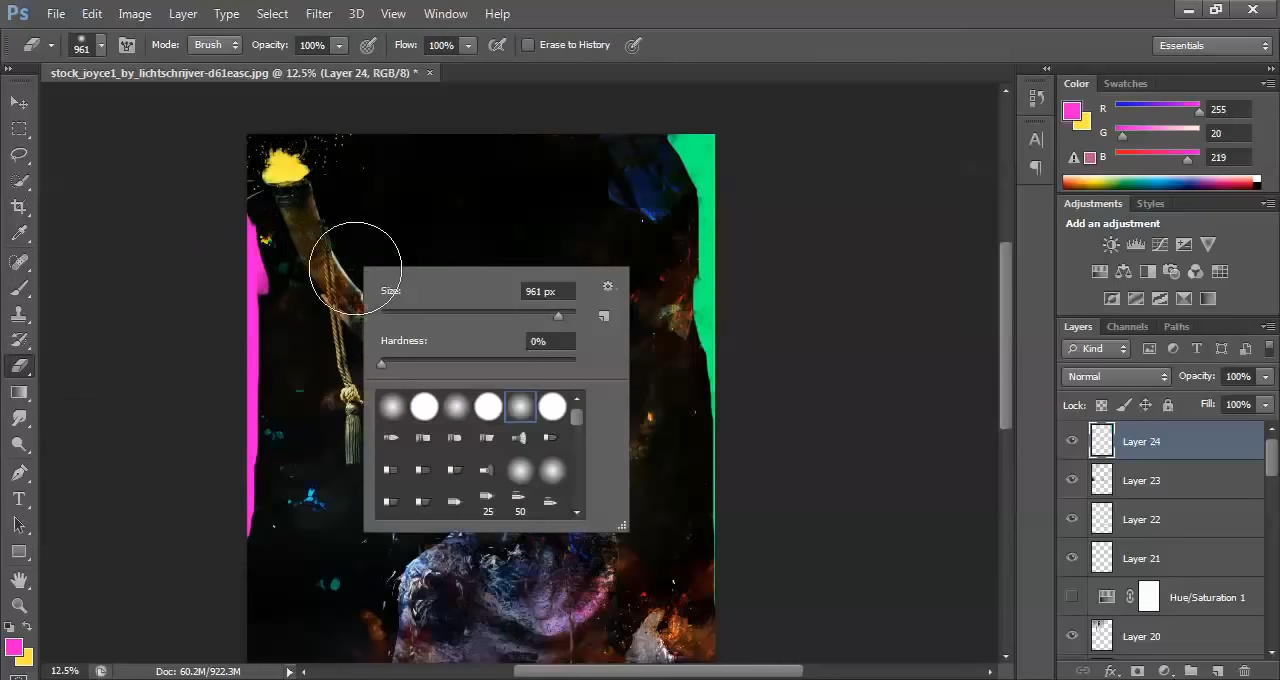 Ps File Edit Image Layer Type Select Filter 3D View Window Help
961 Mode: Brush Opacity: 100% Flow: 100% Erase to History Essentials
stock_joyce1_by_lichtschrijver-d61easc.jpg @ 12.5% (Layer 24, RGB/8) * ×
Color Swatches
R 255
G 20
B 219
Adjustments Styles
Add an adjustment
Size: 961 px
Hardness: 0%
25 50
Layers Channels Paths
Kind
Normal Opacity: 100%
Lock: Fill: 100%
Layer 24
Layer 23
Layer 22
Layer 21
Hue/Saturation 1
Layer 20
12.5% Doc: 60.2M/922.3M